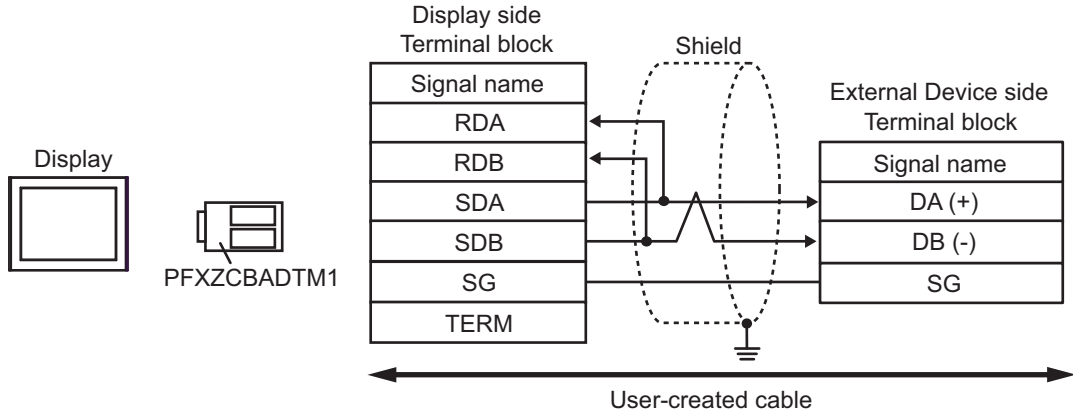 Display
PFXZCBADTM1
Display side
Terminal block
Signal name
RDA
RDB
SDA
SDB
SG
TERM
Shield
External Device side
Terminal block
Signal name
DA (+)
DB (-)
SG
User-created cable